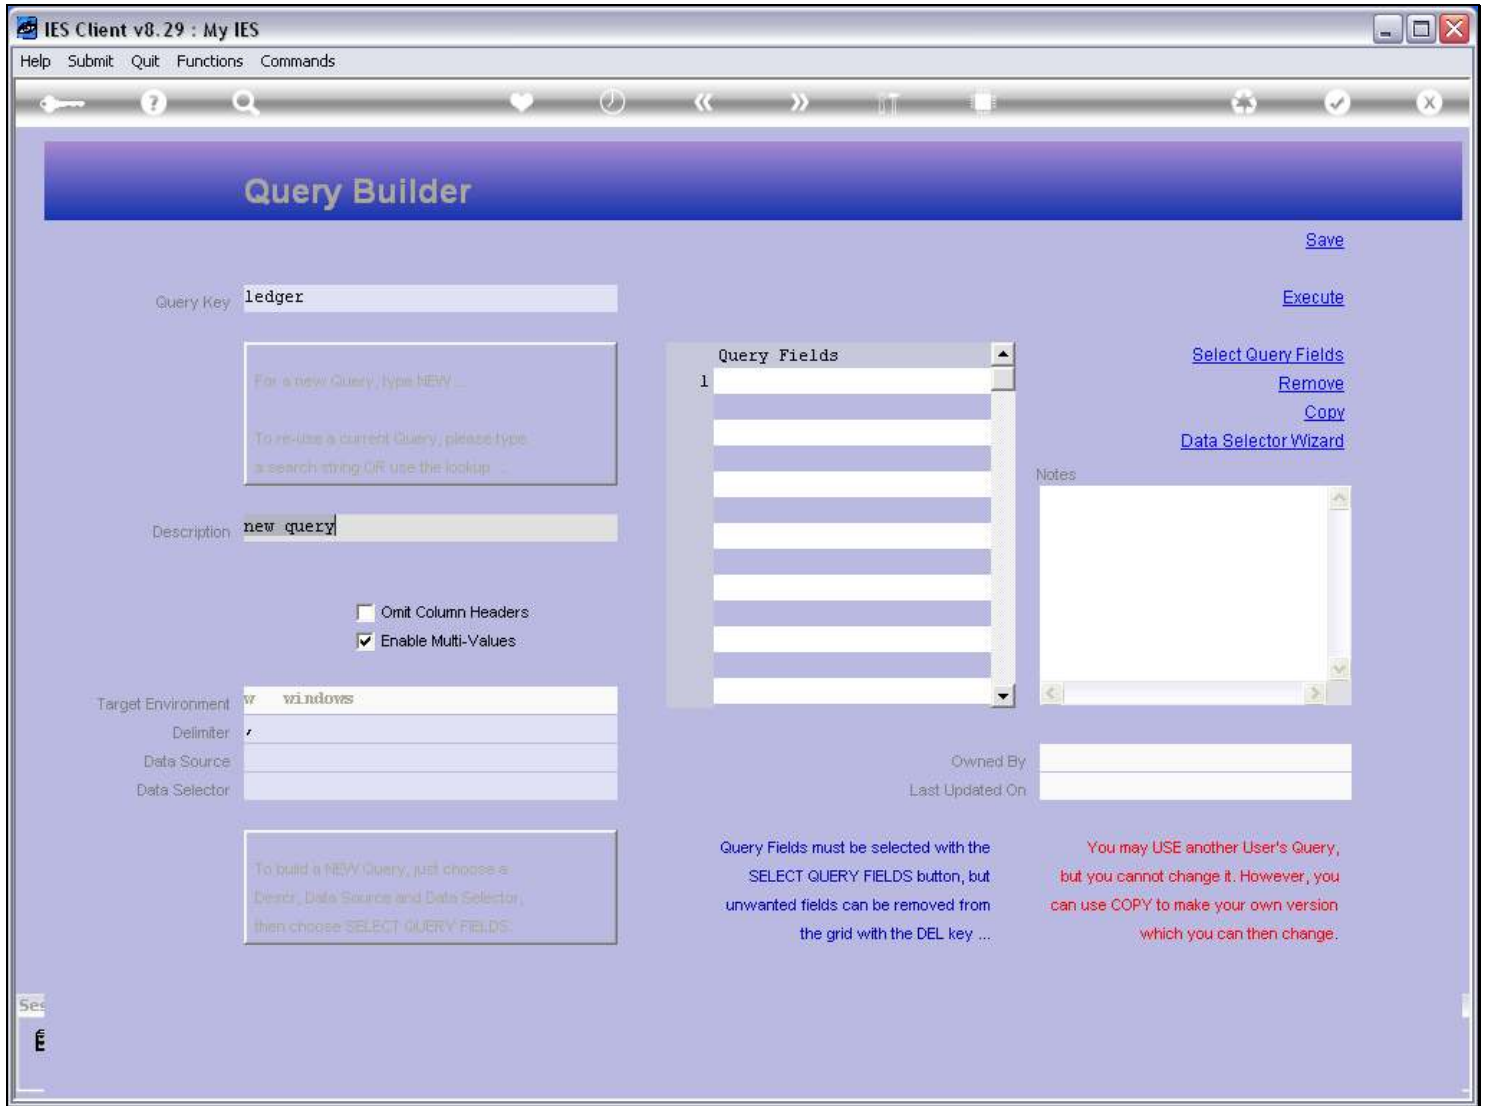 IES Client v8.29 : My IES
Help Submit Quit Functions Commands
Query Builder
Save
Query Key ledger
Execute
For a new Query, type NEW ...
To re-use a current Query, please type
a search string OR use the lookup ...
Query Fields
1
Select Query Fields
Remove
Copy
Data Selector Wizard
Notes
Description new query
Omit Column Headers
Enable Multi-Values
Target Environment w windows
Delimiter ,
Data Source
Data Selector
Owned By
Last Updated On
To build a NEW Query, just choose a
Descr, Data Source and Data Selector,
then choose SELECT QUERY FIELDS.
Query Fields must be selected with the
SELECT QUERY FIELDS button, but
unwanted fields can be removed from
the grid with the DEL key ...
You may USE another User's Query,
but you cannot change it. However, you
can use COPY to make your own version
which you can then change.
Ses